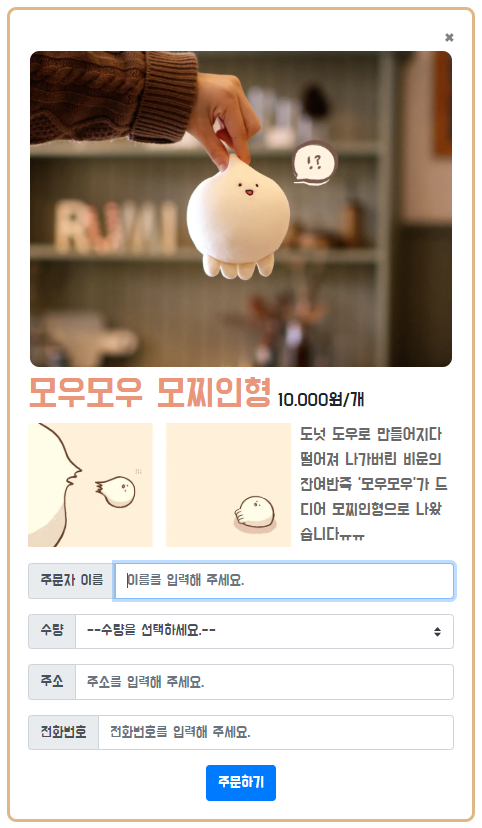 ✖
!?
RUMI
모우모우 모찌인형 10.000원/개
도넛 도우로 만들어지다
떨어져 나가버린 비운의
잔여반죽 '모우모우'가 드
디어 모찌인형으로 나왔
습니다ㅠㅠ
주문자 이름 이름를 입력해 주세요.
수량 --수량을 선택하세요.--
주소 주소를 입력해 주세요.
전화번호 전화번호를 입력해 주세요.
주문하기